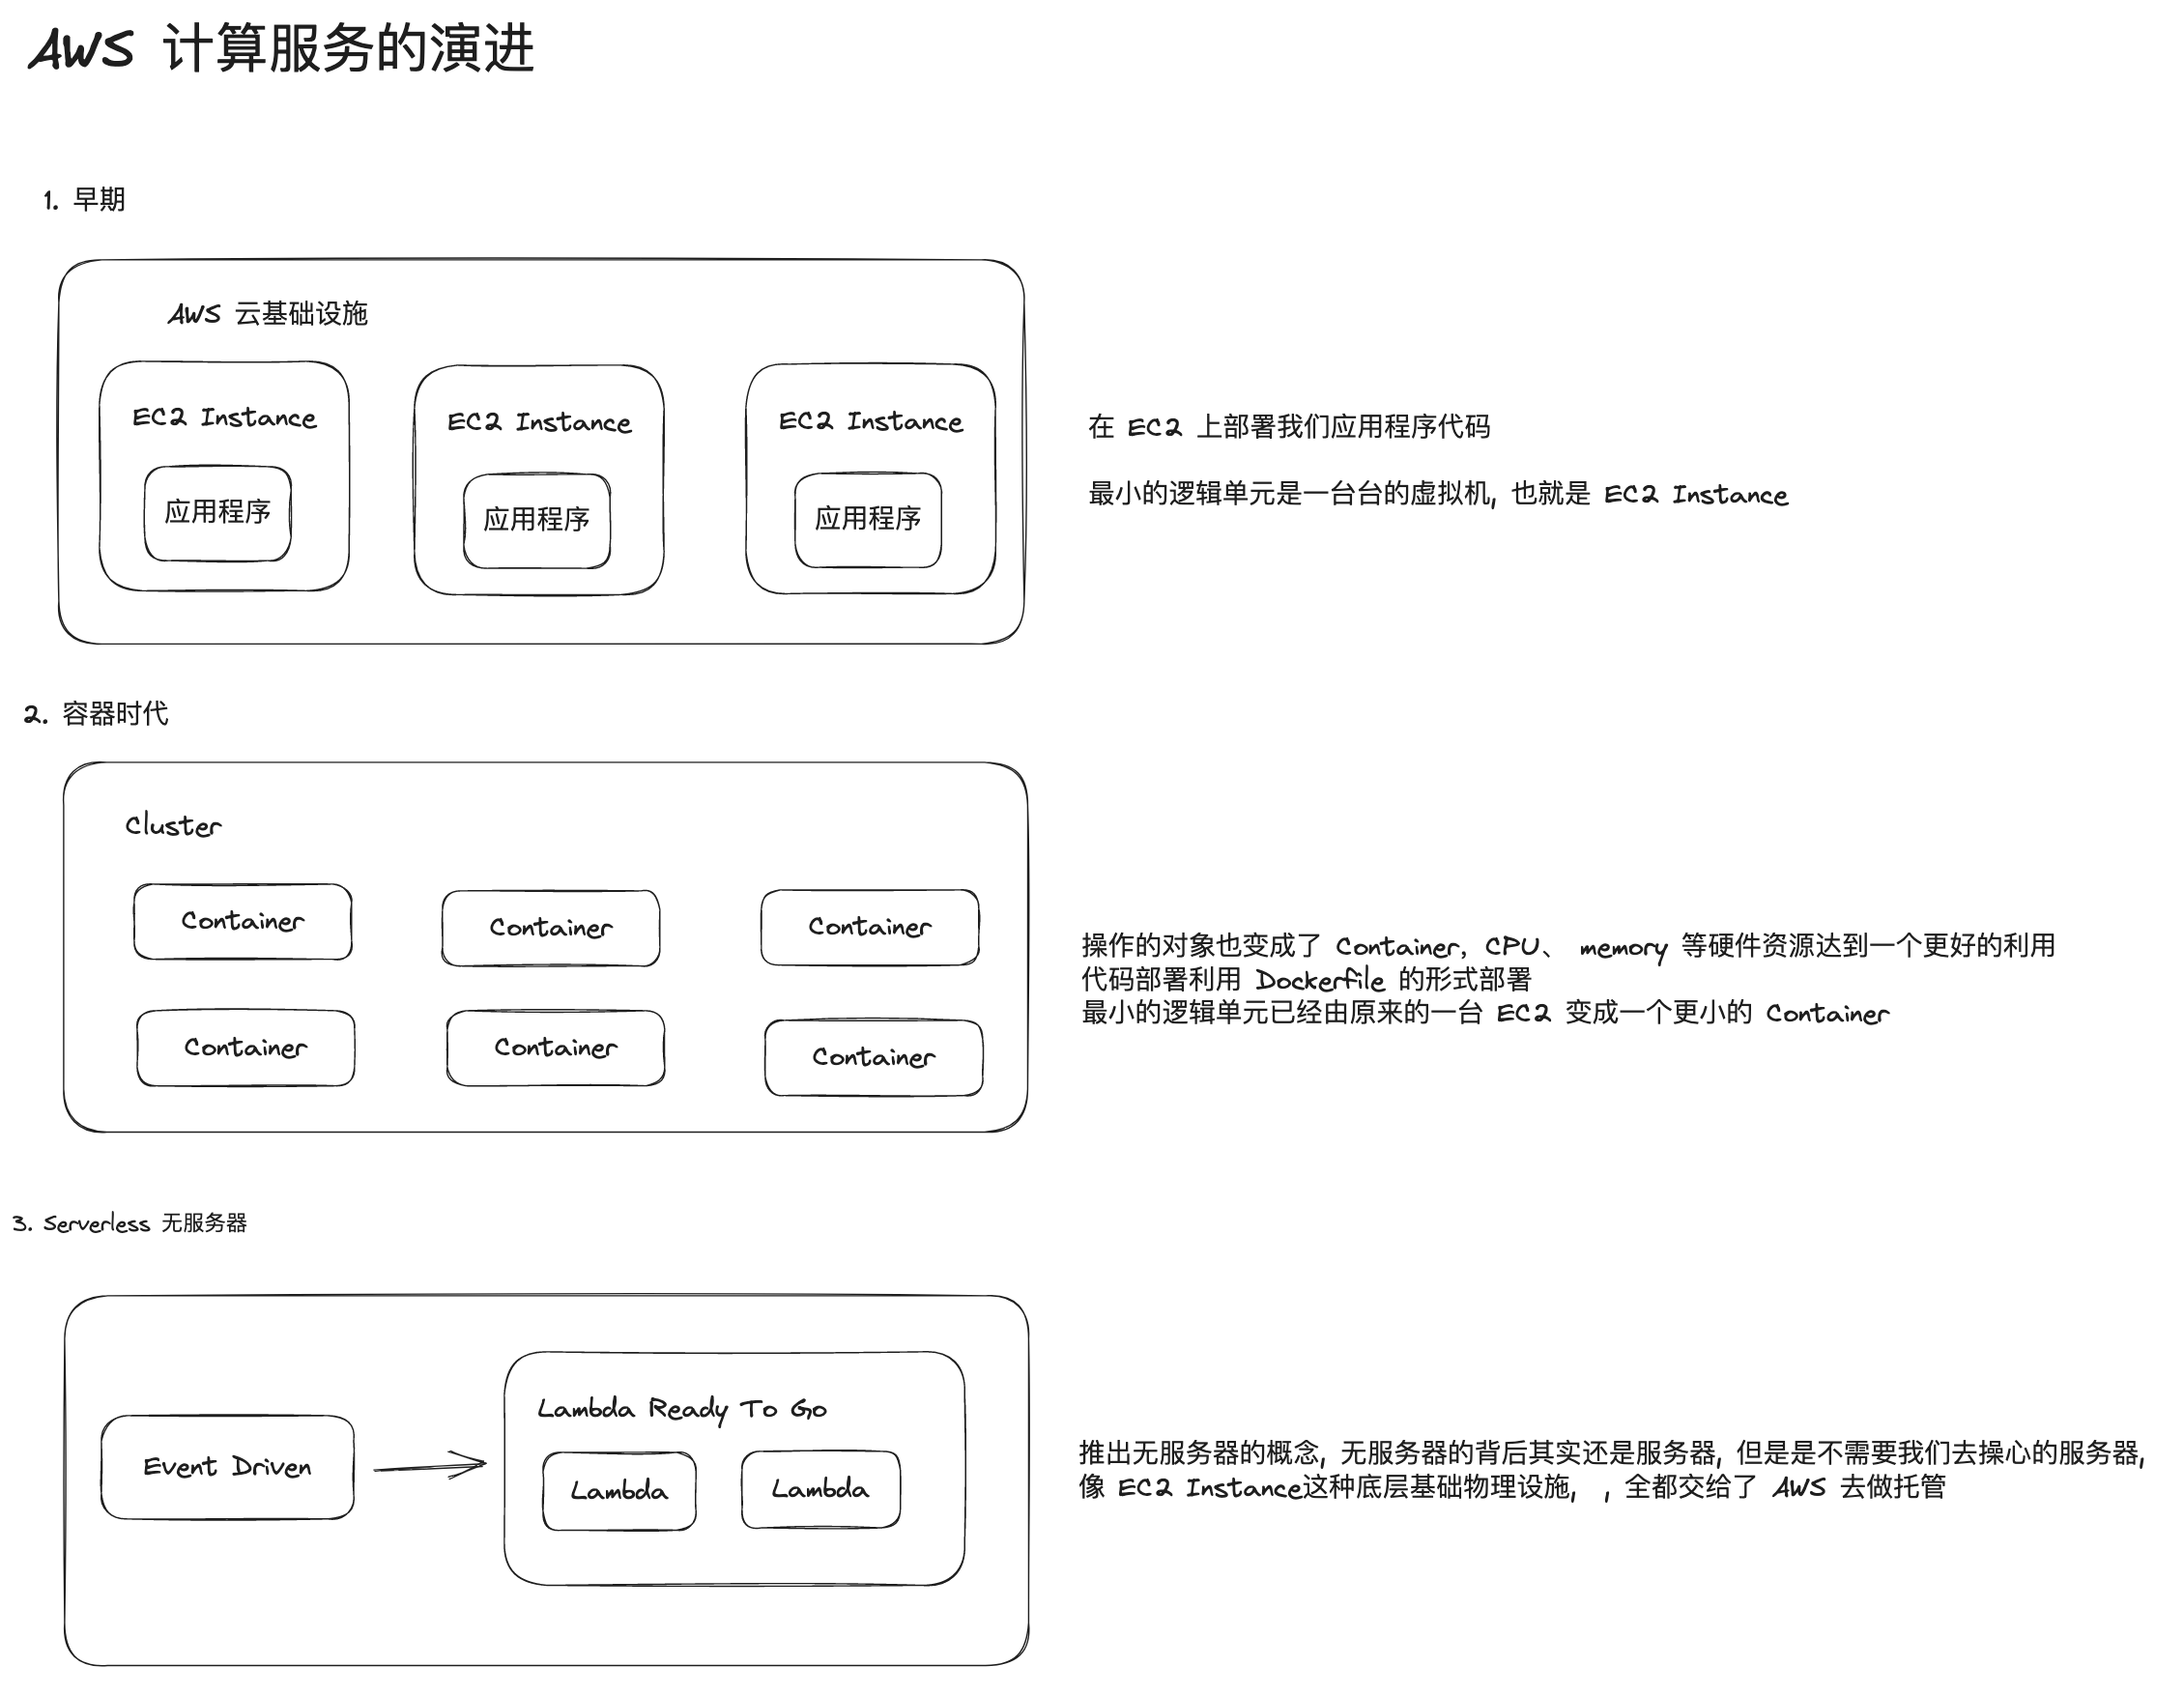 AWS 计算服务的演进
1. 早期
AWS 云基础设施
EC2 Instance
应用程序
EC2 Instance
应用程序
EC2 Instance
应用程序
在 EC2 上部署我们应用程序代码
最小的逻辑单元是一台台的虚拟机, 也就是 EC2 Instance
2. 容器时代
Cluster
Container
Container
Container
Container
Container
Container
操作的对象也变成了 Container, CPU、 memory 等硬件资源达到一个更好的利用
代码部署利用 Dockerfile 的形式部署
最小的逻辑单元已经由原来的一台 EC2 变成一个更小的 Container
3. Serverless 无服务器
Event Driven
Lambda Ready To Go
Lambda
Lambda
推出无服务器的概念, 无服务器的背后其实还是服务器, 但是是不需要我们去操心的服务器,
像 EC2 Instance这种底层基础物理设施, , 全都交给了 AWS 去做托管